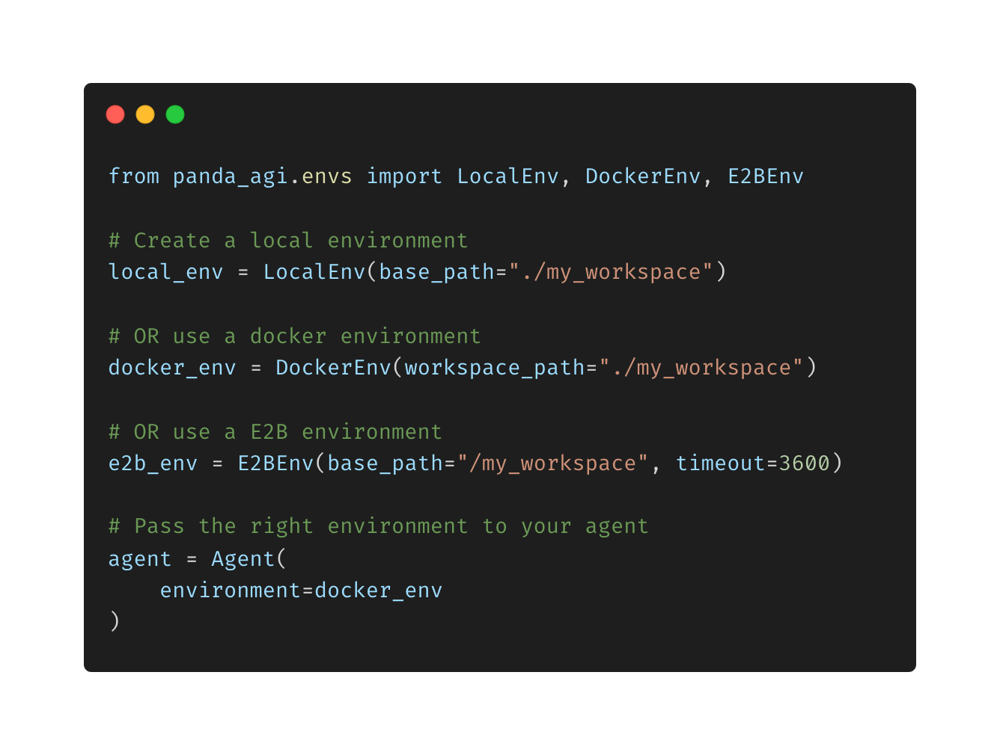 from panda_agi.envs import LocalEnv, DockerEnv, E2BEnv
# Create a local environment
local_env = LocalEnv(base_path="./my_workspace")
# OR use a docker environment
docker_env = DockerEnv(workspace_path="./my_workspace")
# OR use a E2B environment
e2b_env = E2BEnv(base_path="/my_workspace", timeout=3600)
# Pass the right environment to your agent
agent = Agent(
    environment=docker_env
)